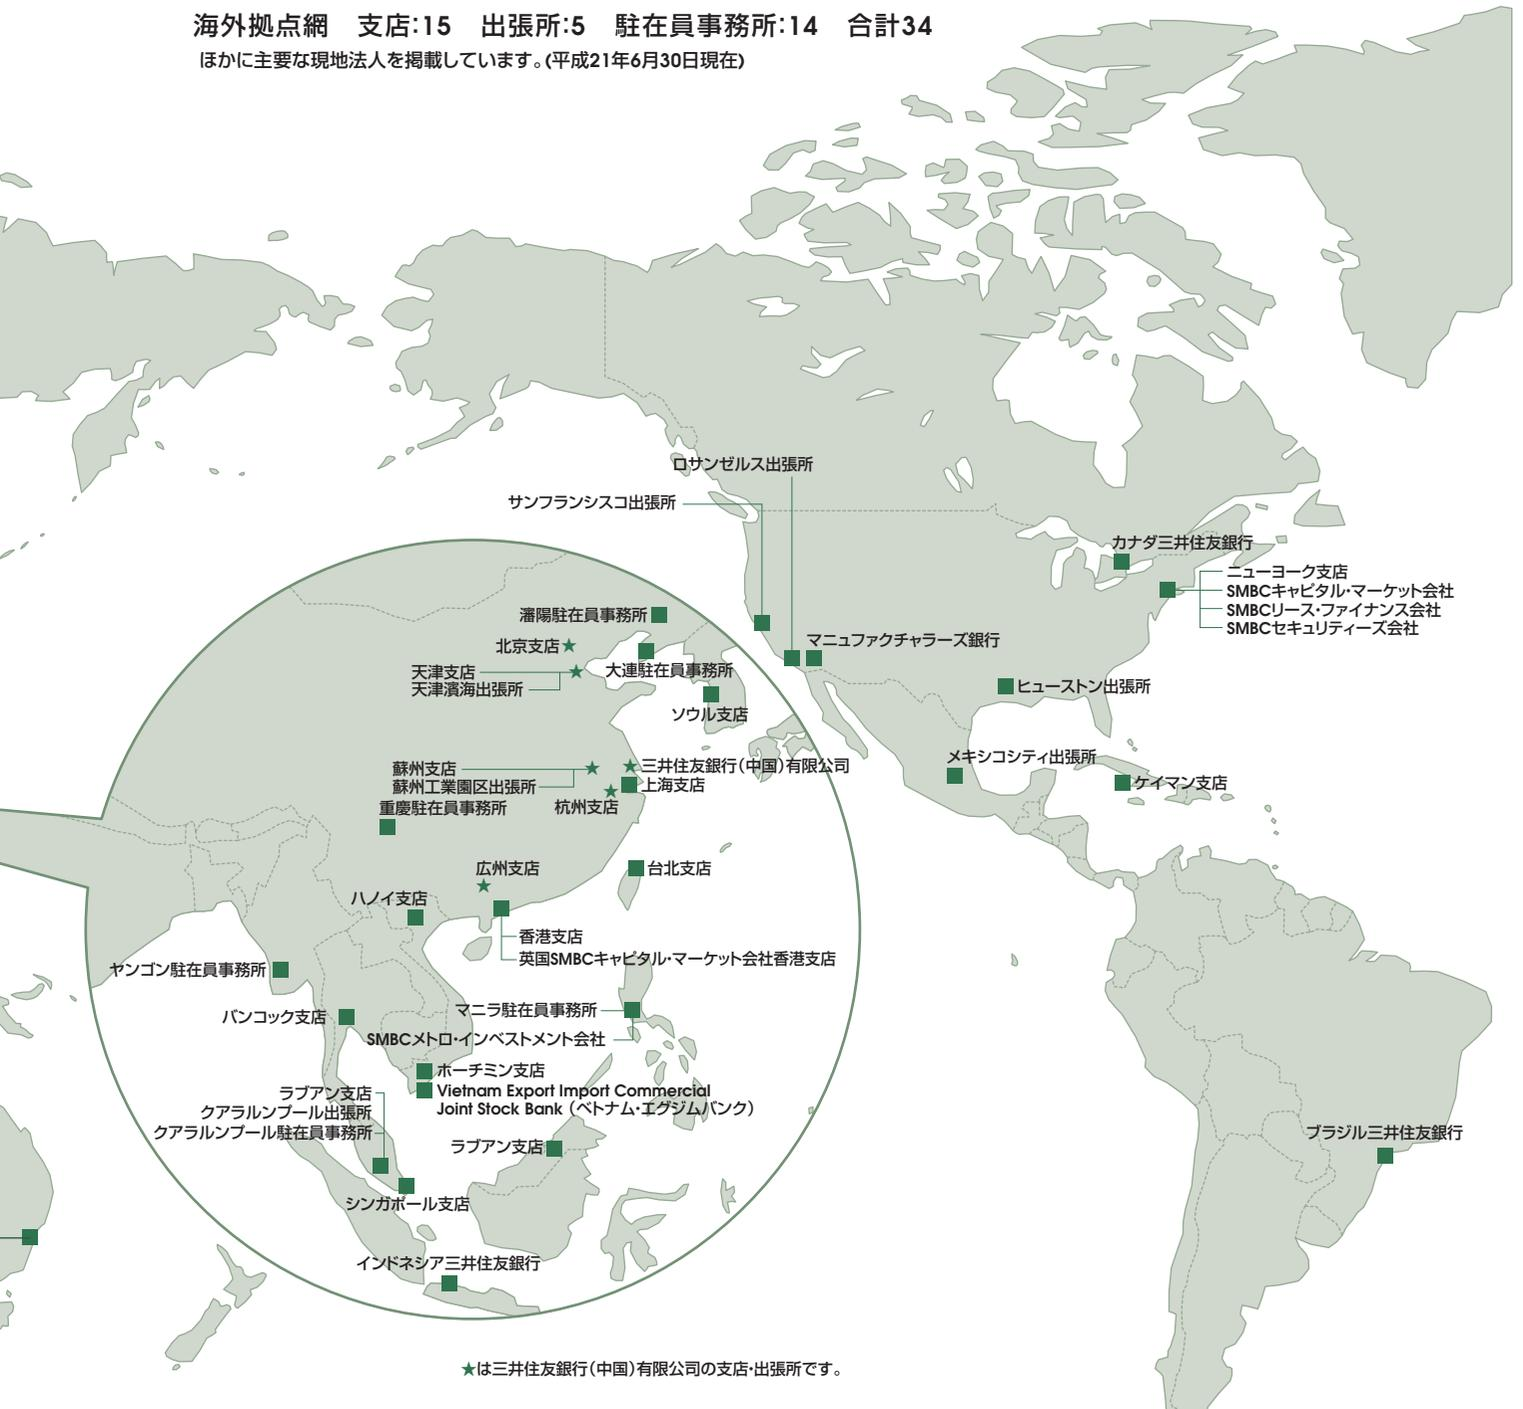 海外拠点網　支店：15　出張所：5　駐在員事務所：14　合計34
ほかに主要な現地法人を掲載しています。(平成21年6月30日現在)
ロサンゼルス出張所
サンフランシスコ出張所
カナダ三井住友銀行
ニューヨーク支店
SMBCキャピタル・マーケット会社
SMBCリース・ファイナンス会社
SMBCセキュリティーズ会社
マニュファクチャラーズ銀行
ヒューストン出張所
メキシコシティ出張所
ケイマン支店
ブラジル三井住友銀行
瀋陽駐在員事務所
北京支店★
大連駐在員事務所
天津支店
天津濱海出張所
ソウル支店
蘇州支店
蘇州工業園区出張所
★三井住友銀行（中国）有限公司
上海支店
杭州支店
重慶駐在員事務所
広州支店
台北支店
ハノイ支店
香港支店
英国SMBCキャピタル・マーケット会社香港支店
ヤンゴン駐在員事務所
バンコック支店
マニラ駐在員事務所
SMBCメトロ・インベストメント会社
ホーチミン支店
Vietnam Export Import Commercial
Joint Stock Bank（ベトナム・エグジムバンク）
ラブアン支店
クアラルンプール出張所
クアラルンプール駐在員事務所
ラブアン支店
シンガポール支店
インドネシア三井住友銀行
★は三井住友銀行（中国）有限公司の支店・出張所です。